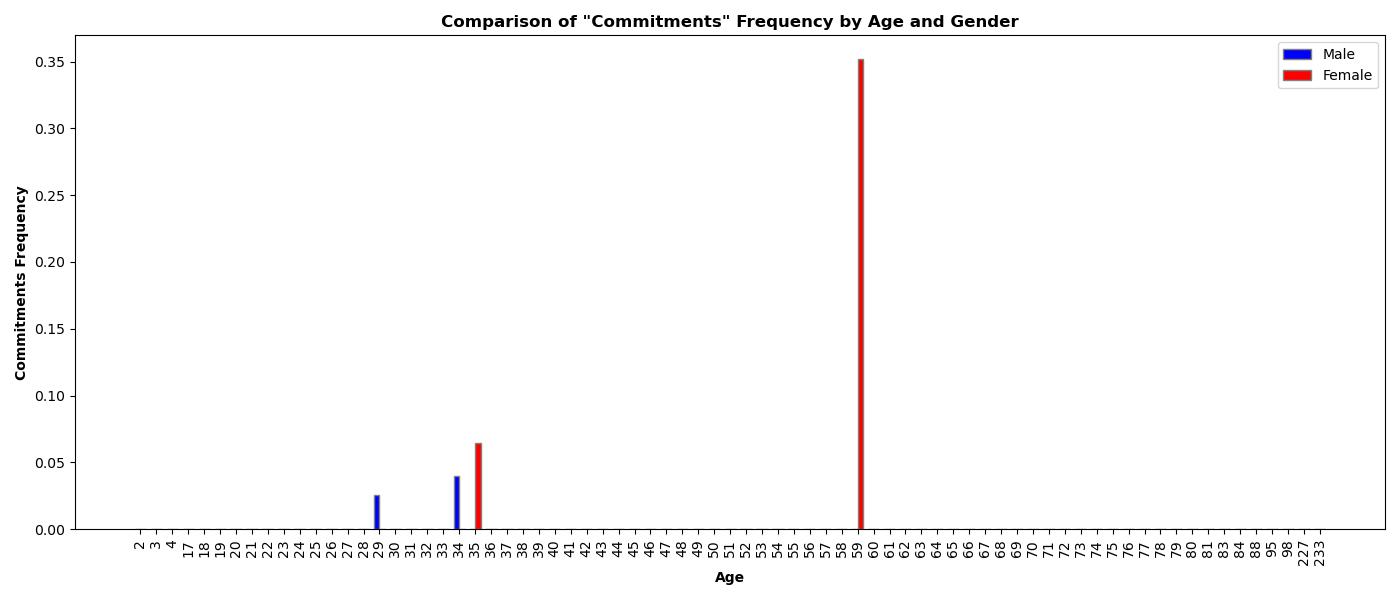 Comparison of "Commitments" Frequency by Age and Gender
Male
Female
Commitments Frequency
0.35
0.30
0.25
0.20
0.15
0.10
0.05
0.00
2 3 4 17 18 19 20 21 22 23 24 25 26 27 28 29 30 31 32 33 34 35 36 37 38 39 40 41 42 43 44 45 46 47 48 49 50 51 52 53 54 55 56 57 58 59 60 61 62 63 64 65 66 67 68 69 70 71 72 73 74 75 76 77 78 79 80 81 83 84 88 95 98 227 233
Age